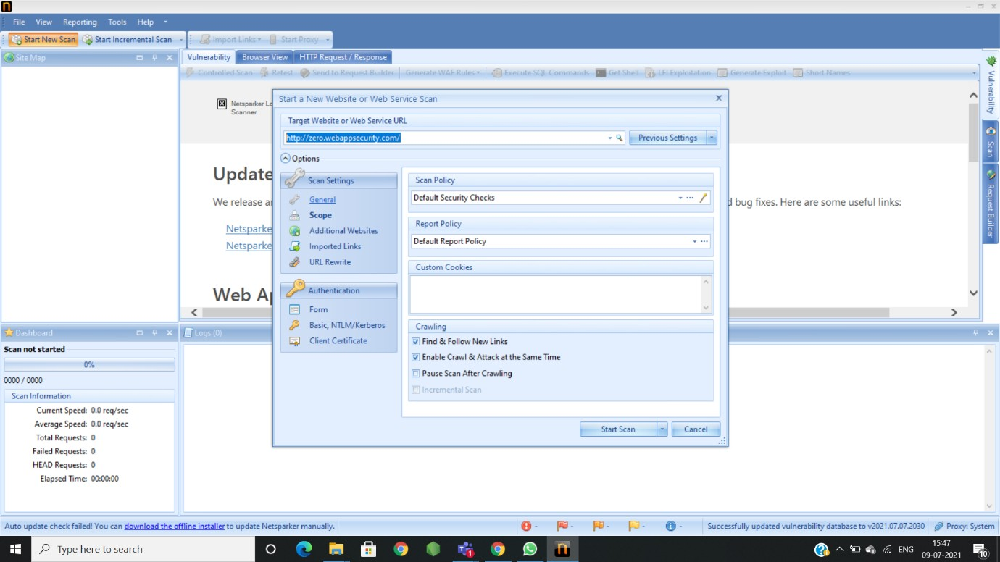 File View Reporting Tools Help
Start New Scan Start Incremental Scan Import Links Start Proxy
Site Map
Vulnerability Browser View HTTP Request / Response
Controlled Scan Retest Send to Request Builder Generate WAF Rules Execute SQL Commands Get Shell LFI Exploitation Generate Exploit Short Names
Netsparker Lo
Scanner
Update
We release an
d bug fixes. Here are some useful links:
Netsparke
Netsparke
Web Ap
Start a New Website or Web Service Scan
Target Website or Web Service URL
http://zero.webappsecurity.com/
Previous Settings
Options
Scan Settings
General
Scope
Additional Websites
Imported Links
URL Rewrite
Authentication
Form
Basic, NTLM/Kerberos
Client Certificate
Scan Policy
Default Security Checks
Report Policy
Default Report Policy
Custom Cookies
Crawling
Find & Follow New Links
Enable Crawl & Attack at the Same Time
Pause Scan After Crawling
Incremental Scan
Start Scan Cancel
Vulnerability
Scan
Request Builder
Dashboard
Scan not started
0%
0000 / 0000
Scan Information
Current Speed: 0.0 req/sec
Average Speed: 0.0 req/sec
Total Requests: 0
Failed Requests: 0
HEAD Requests: 0
Elapsed Time: 00:00:00
Logs (0)
Auto update check failed! You can download the offline installer to update Netsparker manually.
Successfully updated vulnerability database to v2021.07.07.2030 Proxy: System
Type here to search
1
ENG
15:47
09-07-2021
10